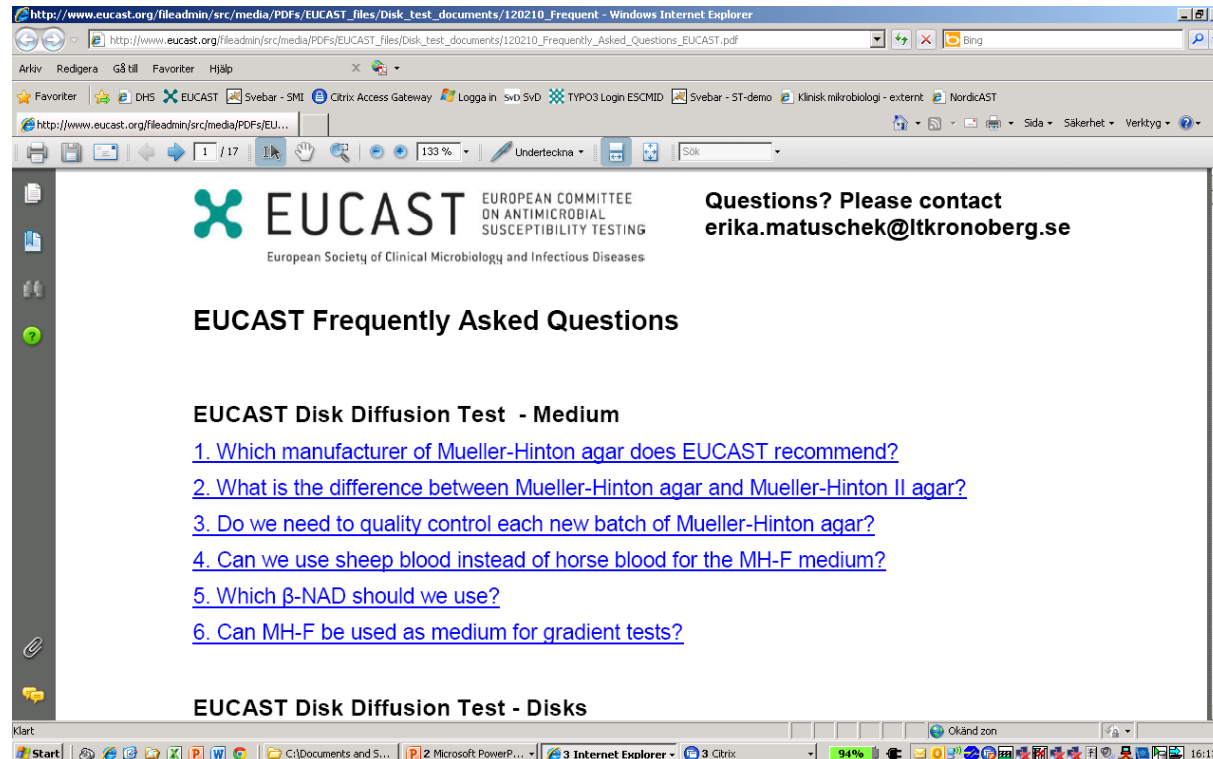 http://www.eucast.org/fileadmin/src/media/PDFs/EUCAST_files/Disk_test_documents/120210_Frequent - Windows Internet Explorer
http://www.eucast.org/fileadmin/src/media/PDFs/EUCAST_files/Disk_test_documents/120210_Frequently_Asked_Questions_EUCAST.pdf Bing
Arkiv Redigera Gå till Favoriter Hjälp
Favoriter DHS EUCAST Svebar - SMI Citrix Access Gateway Logga in SvD SvD TYPO3 Login ESCMID Svebar - ST-demo Klinisk mikrobiologi - externt NordicAST
http://www.eucast.org/fileadmin/src/media/PDFs/EU... Sida Säkerhet Verktyg
1 / 17 133 % Underteckna Sök
EUCAST
EUROPEAN COMMITTEE
ON ANTIMICROBIAL
SUSCEPTIBILITY TESTING
European Society of Clinical Microbiology and Infectious Diseases
Questions? Please contact
erika.matuschek@ltkronoberg.se
EUCAST Frequently Asked Questions
EUCAST Disk Diffusion Test - Medium
1. Which manufacturer of Mueller-Hinton agar does EUCAST recommend?
2. What is the difference between Mueller-Hinton agar and Mueller-Hinton II agar?
3. Do we need to quality control each new batch of Mueller-Hinton agar?
4. Can we use sheep blood instead of horse blood for the MH-F medium?
5. Which β-NAD should we use?
6. Can MH-F be used as medium for gradient tests?
EUCAST Disk Diffusion Test - Disks
Klart Okänd zon
Start C:\Documents and S... 2 Microsoft PowerP... 3 Internet Explorer 3 Citrix 94%